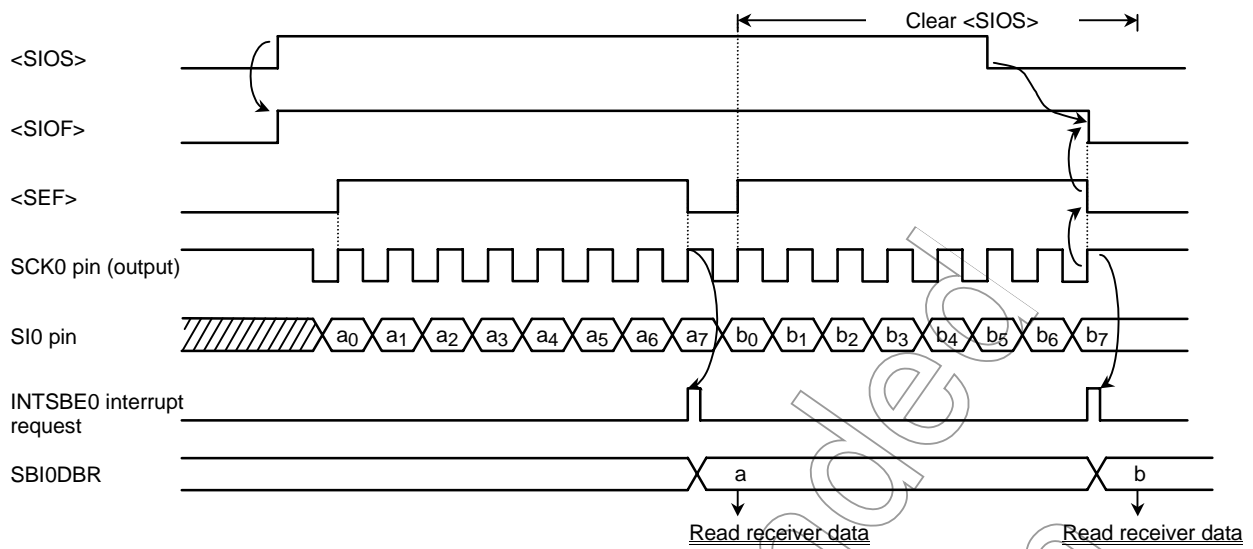 Clear <SIOS>
<SIOS>
<SIOF>
<SEF>
SCK0 pin (output)
SI0 pin
a0 a1 a2 a3 a4 a5 a6 a7 b0 b1 b2 b3 b4 b5 b6 b7
INTSBE0 interrupt
request
SBI0DBR
a b
Read receiver data Read receiver data